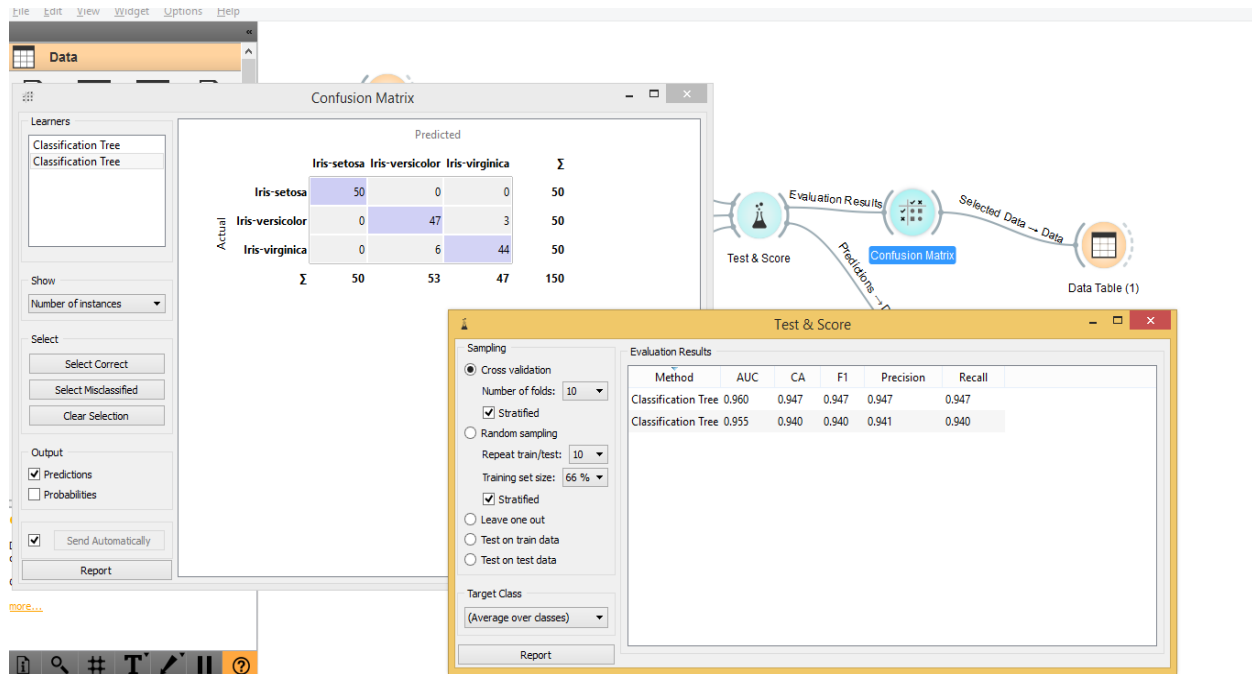 File Edit View Widget Options Help
«
Data
Confusion Matrix
Learners
Classification Tree
Classification Tree
Show
Number of instances
Select
Select Correct
Select Misclassified
Clear Selection
Output
Predictions
Probabilities
Send Automatically
Report
Predicted
Iris-setosa Iris-versicolor Iris-virginica Σ
Actual
Iris-setosa 50 0 0 50
Iris-versicolor 0 47 3 50
Iris-virginica 0 6 44 50
Σ 50 53 47 150
Evaluation Results
Selected Data → Data
Test & Score
Confusion Matrix
Data Table (1)
Predictions →
Test & Score
Sampling
Cross validation
Number of folds: 10
Stratified
Random sampling
Repeat train/test: 10
Training set size: 66 %
Stratified
Leave one out
Test on train data
Test on test data
Target Class
(Average over classes)
Report
Evaluation Results
Method AUC CA F1 Precision Recall
Classification Tree 0.960 0.947 0.947 0.947 0.947
Classification Tree 0.955 0.940 0.940 0.941 0.940
more...